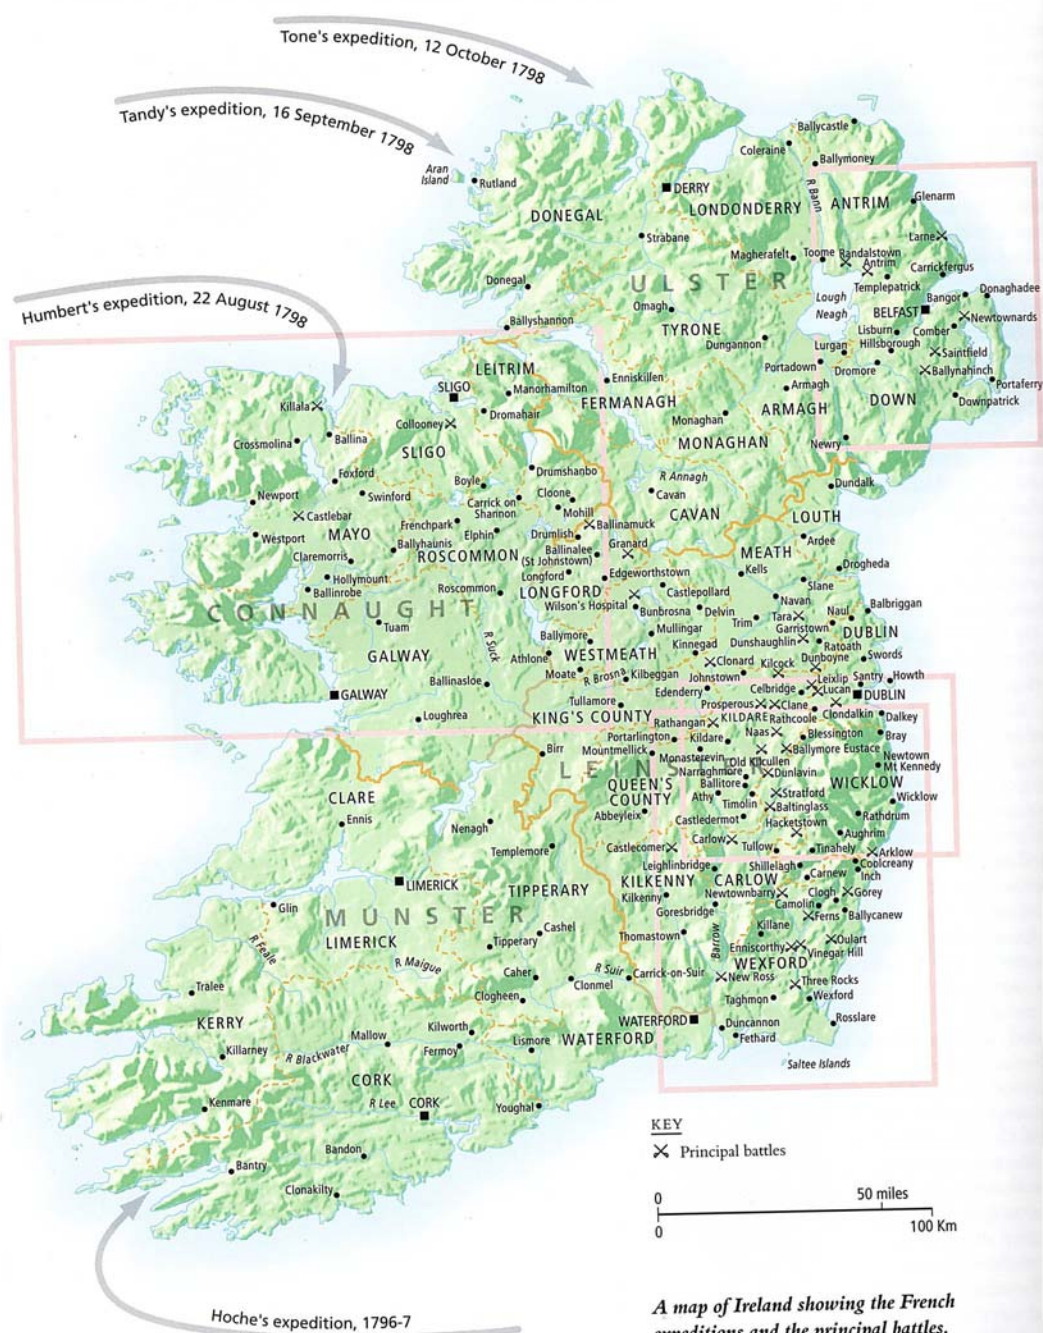 Tone's expedition, 12 October 1798
Tandy's expedition, 16 September 1798
Humbert's expedition, 22 August 1798
Ballycastle
Coleraine
Ballymoney
Aran
Island
Rutland
DERRY
R Bann
DONEGAL
LONDONDERRY
ANTRIM
Glenarm
Strabane
Larne
Magherafelt
Toome
Randalstown
Antrim
Carrickfergus
Templepatrick
Donegal
ULSTER
Donaghadee
Bangor
Omagh
Lough
Neagh
BELFAST
Newtownards
Ballyshannon
TYRONE
Lisburn
Comber
Dungannon
Hillsborough
Lurgan
Saintfield
LEITRIM
Portadown
Dromore
Ballynahinch
SLIGO
Manorhamilton
Enniskillen
Armagh
Portaferry
Killala
FERMANAGH
DOWN
Downpatrick
Dromahair
Monaghan
ARMAGH
Collooney
Crossmolina
Ballina
SLIGO
MONAGHAN
Newry
Foxford
Boyle
Drumshanbo
R Annagh
Dundalk
Newport
Swinford
Carrick on
Shannon
Cloone
Cavan
Castlebar
Mohill
CAVAN
LOUTH
Frenchpark
Ballinamuck
Westport
MAYO
Elphin
Drumlish
Granard
Ardee
Ballyhaunis
ROSCOMMON
Ballinalee
(St Johnstown)
MEATH
Claremorris
Longford
Edgeworthstown
Kells
Drogheda
Hollymount
Ballinrobe
Roscommon
LONGFORD
Castlepollard
Slane
Wilson's Hospital
Bunbrosna
Delvin
Navan
CONNAUGHT
Tara
Naul
Balbriggan
Tuam
R Suck
Mullingar
Trim
Garristown
DUBLIN
Ballymore
Kinnegad
Dunshaughlin
Ratoath
GALWAY
Athlone
WESTMEATH
Clonard
Kilcock
Dunboyne
Swords
Moate
R Brosna
Kilbeggan
Johnstown
Leixlip
Santry
Howth
Ballinasloe
Edenderry
Celbridge
Lucan
DUBLIN
GALWAY
Tullamore
Prosperous
Clane
Loughrea
KING'S COUNTY
Rathangan
KILDARE
Rathcoole
Clondalkin
Dalkey
Portarlington
Kildare
Naas
Blessington
Bray
Birr
Mountmellick
Monasterevin
Ballymore Eustace
Newtown
Mt Kennedy
LEINSTER
Old Kilcullen
Narraghmore
Dunlavin
QUEEN'S
COUNTY
Ballitore
WICKLOW
CLARE
Athy
Stratford
Timolin
Baltinglass
Wicklow
Abbeyleix
Castledermot
Hacketstown
Rathdrum
Ennis
Nenagh
Aughrim
Templemore
Castlecomer
Carlow
Tullow
Tinahely
Arklow
Leighlinbridge
Shillelagh
Coolcreany
Inch
LIMERICK
TIPPERARY
KILKENNY
CARLOW
Carnew
Kilkenny
Newtownbarry
Clogh
Gorey
Glin
MUNSTER
Goresbridge
Camolin
Ferns
Ballycanew
Cashel
Killane
R Feale
LIMERICK
Tipperary
Thomastown
Barrow
Enniscorthy
Oulart
Vinegar Hill
R Maigue
Caher
R Suir
Carrick-on-Suir
WEXFORD
New Ross
Three Rocks
Clonmel
Tralee
Clogheen
Taghmon
Wexford
KERRY
WATERFORD
Rosslare
Kilworth
Mallow
Lismore
WATERFORD
Duncannon
Fethard
Killarney
R Blackwater
Fermoy
Saltee Islands
CORK
Kenmare
R Lee
CORK
Youghal
Bandon
Bantry
Clonakilty
KEY
Principal battles
0 50 miles
0 100 Km
Hoche's expedition, 1796-7
A map of Ireland showing the French
expeditions and the principal battles.